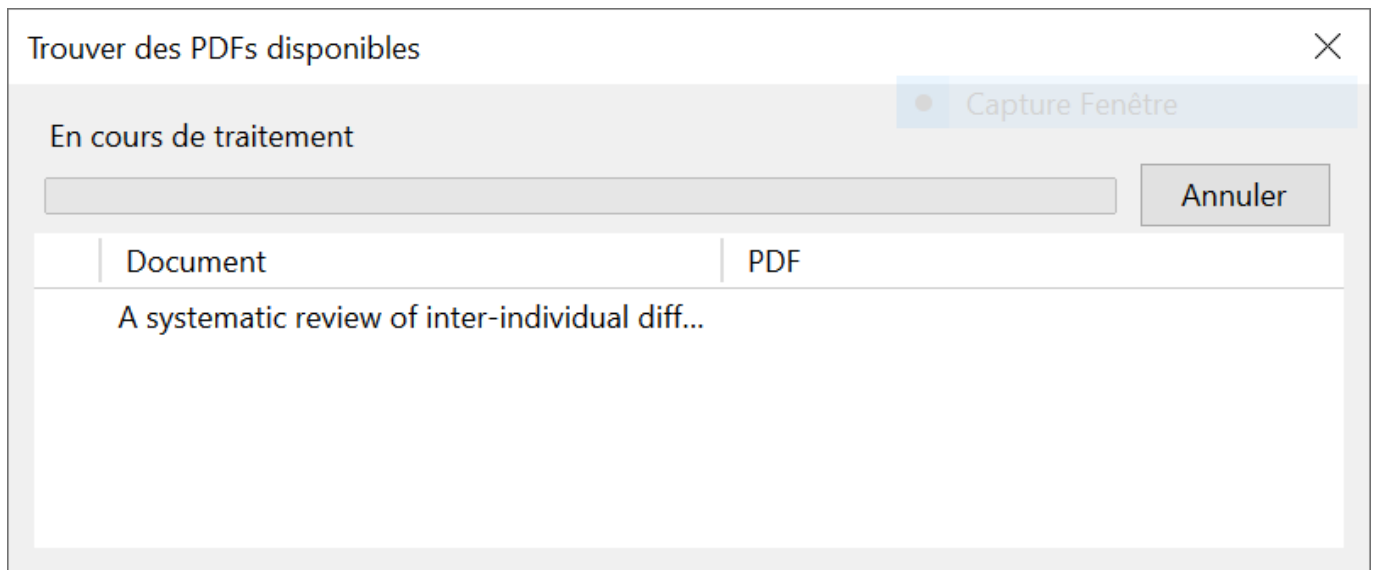 Trouver des PDFs disponibles
Capture Fenêtre
En cours de traitement
Annuler
Document PDF
A systematic review of inter-individual diff...